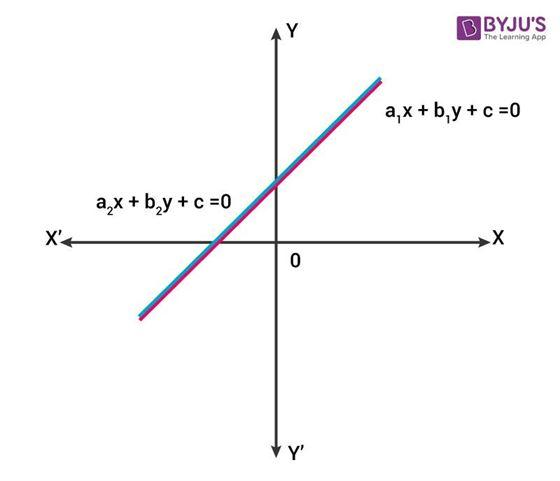 Y
BYJU'S
The Learning App
a₁x + b₁y + c =0
a₂x + b₂y + c =0
X'
X
0
Y'